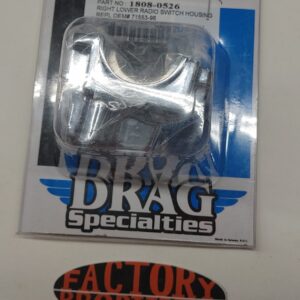 PART NO: 1808-0526
RIGHT LOWER RADIO SWITCH HOUSING
REPL OEM# 71553-96
DRAG
Specialties
FACTORY